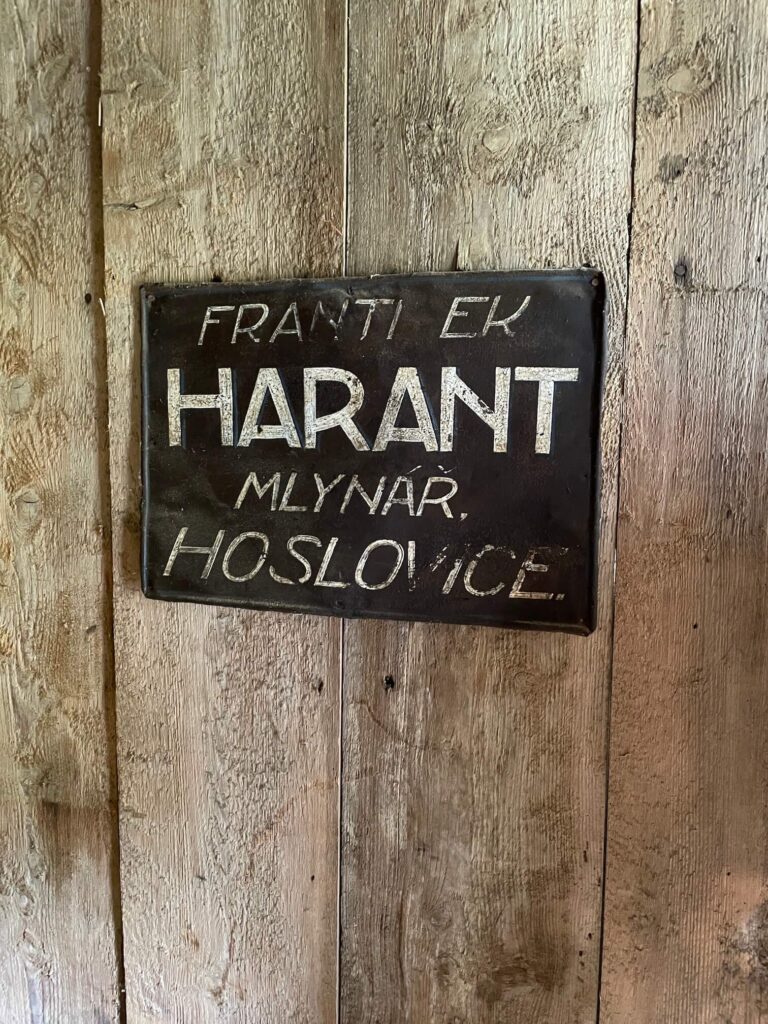 FRANTI EK
HARANT
MLYNÁŘ,
HOSLOVICE.